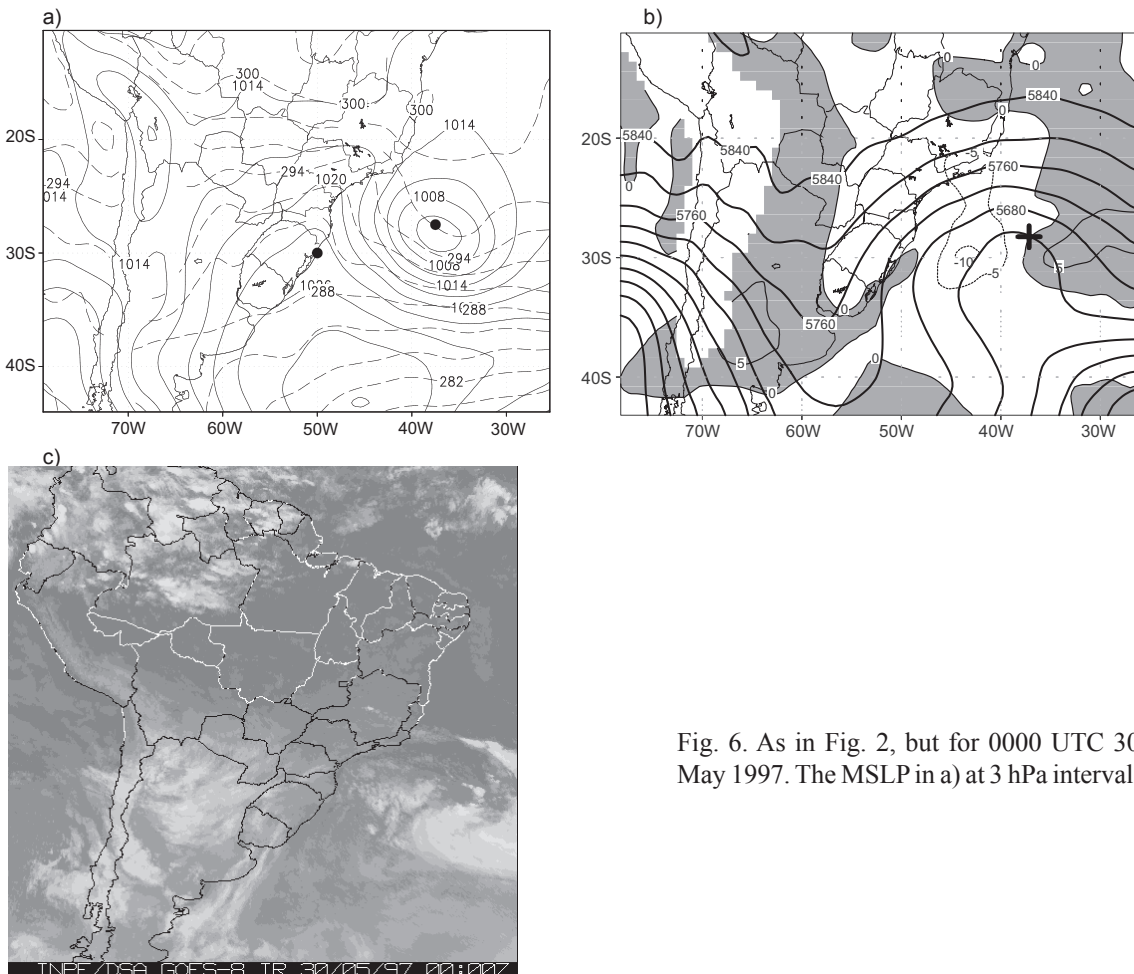 a)
300
1014
300
300
1014
20S
294
1020
294
014
1008
30S
1014
294
1014
288
288
40S
282
70W 60W 50W 40W 30W
b)
0
0
5840
0
20S
5840
5840
-5
5840
5760
0
5760
5680
30S
-10
5
-5
0
5760
0
40S
5
0
70W 60W 50W 40W 30W
c)
INPE/DSA GOES-8 IR 30/05/97 00:00Z
Fig. 6. As in Fig. 2, but for 0000 UTC 30
May 1997. The MSLP in a) at 3 hPa interval